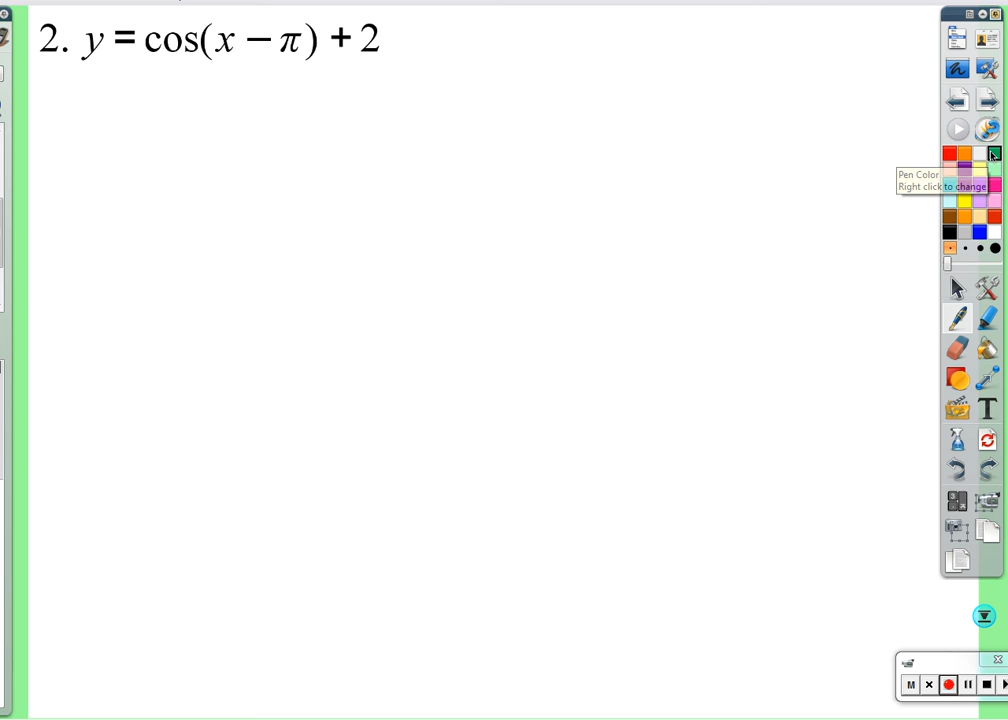 2. y = cos(x − π) + 2
Pen Color
Right click to change
T
M